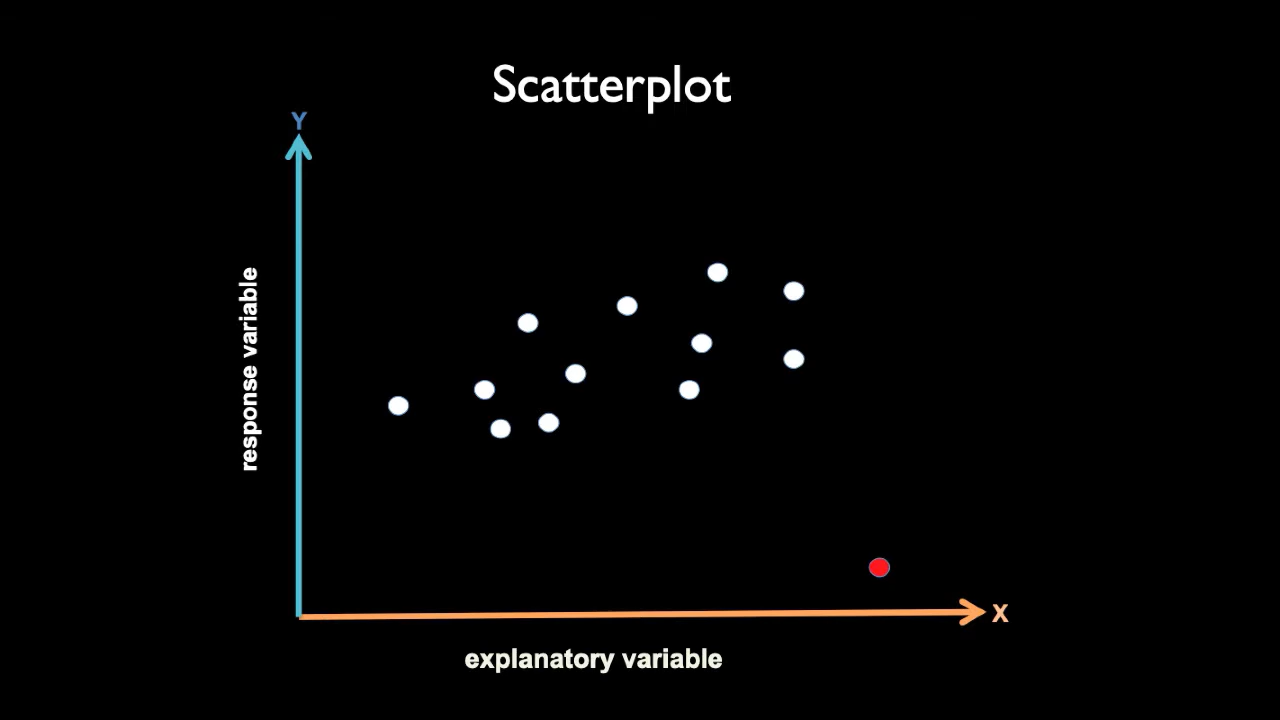 Scatterplot
Y
response variable
X
explanatory variable